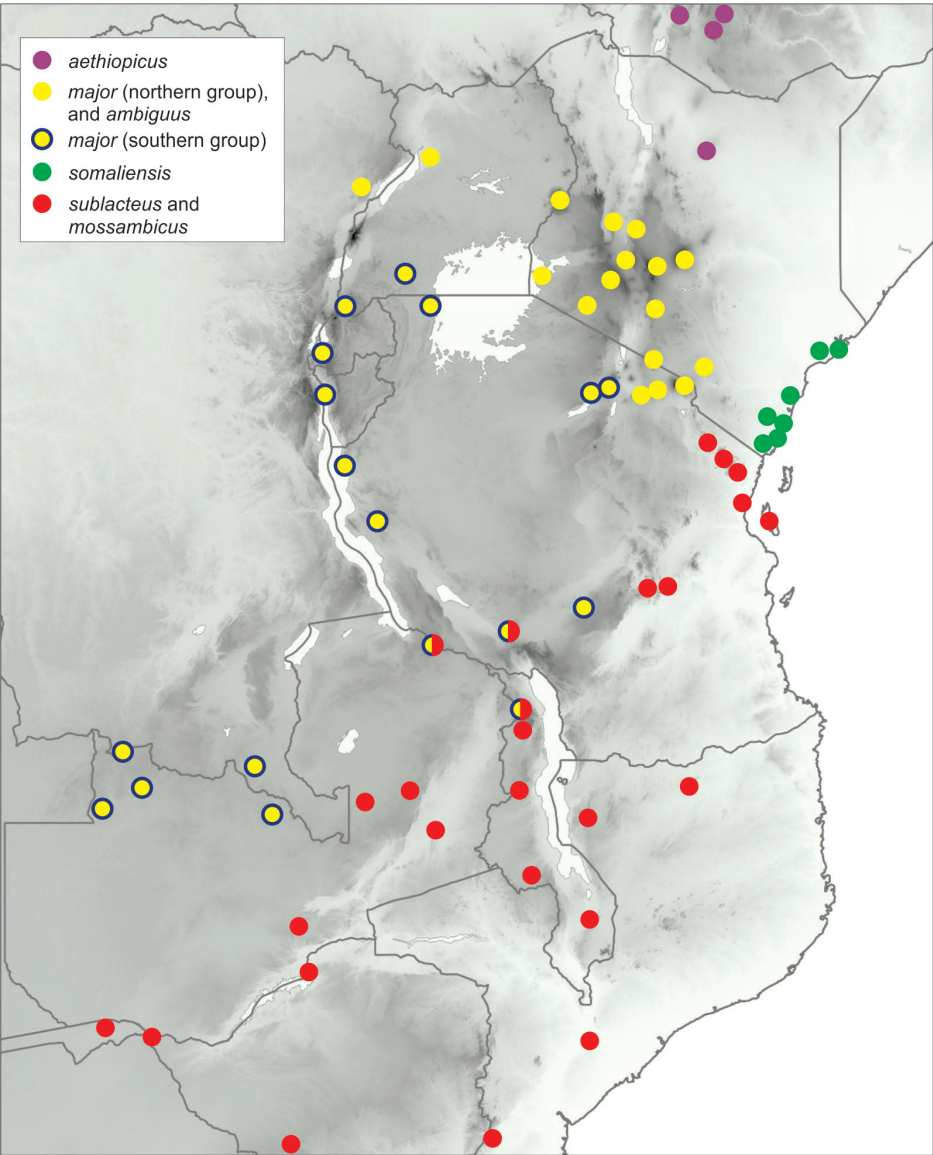 aethiopicus
major (northern group),
and ambiguus
major (southern group)
somaliensis
sublacteus and
mossambicus